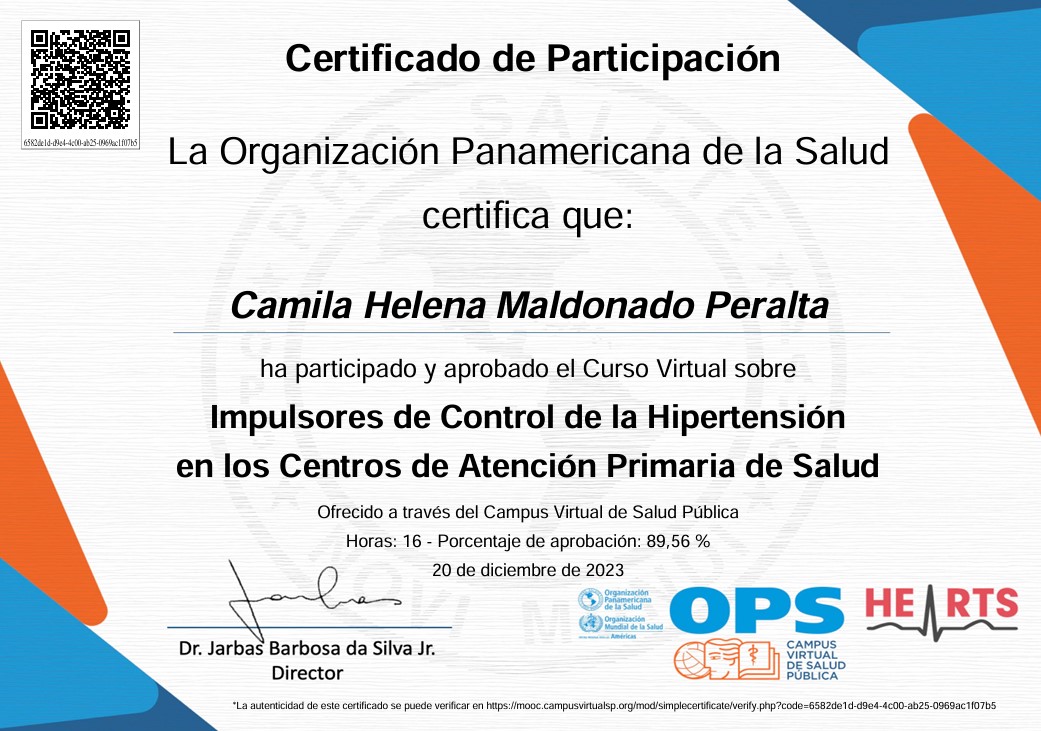 Certificado de Participación
La Organización Panamericana de la Salud
certifica que:
6582de1d-d9e4-4c00-ab25-0969ac1f07b5
Camila Helena Maldonado Peralta
ha participado y aprobado el Curso Virtual sobre
Impulsores de Control de la Hipertensión
en los Centros de Atención Primaria de Salud
Ofrecido a través del Campus Virtual de Salud Pública
Horas: 16 - Porcentaje de aprobación: 89,56 %
20 de diciembre de 2023
Dr. Jarbas Barbosa da Silva Jr.
Director
Organización
Panamericana
de la Salud
Organización
Mundial de la Salud
Américas
OPS
CAMPUS
VIRTUAL
DE SALUD
PÚBLICA
HEARTS
*La autenticidad de este certificado se puede verificar en https://mooc.campusvirtualsp.org/mod/simplecertificate/verify.php?code=6582de1d-d9e4-4c00-ab25-0969ac1f07b5